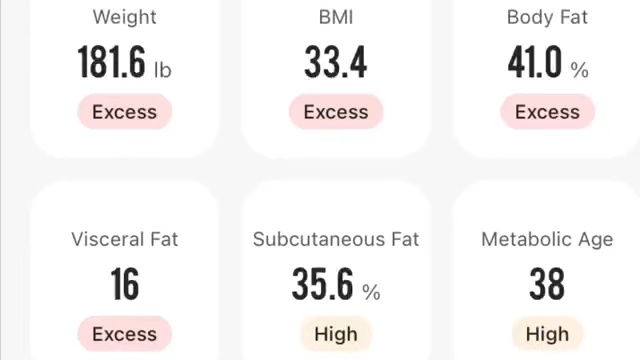 Weight BMI Body Fat
181.6 lb 33.4 41.0 %
Excess Excess Excess
Visceral Fat Subcutaneous Fat Metabolic Age
16 35.6 % 38
Excess High High